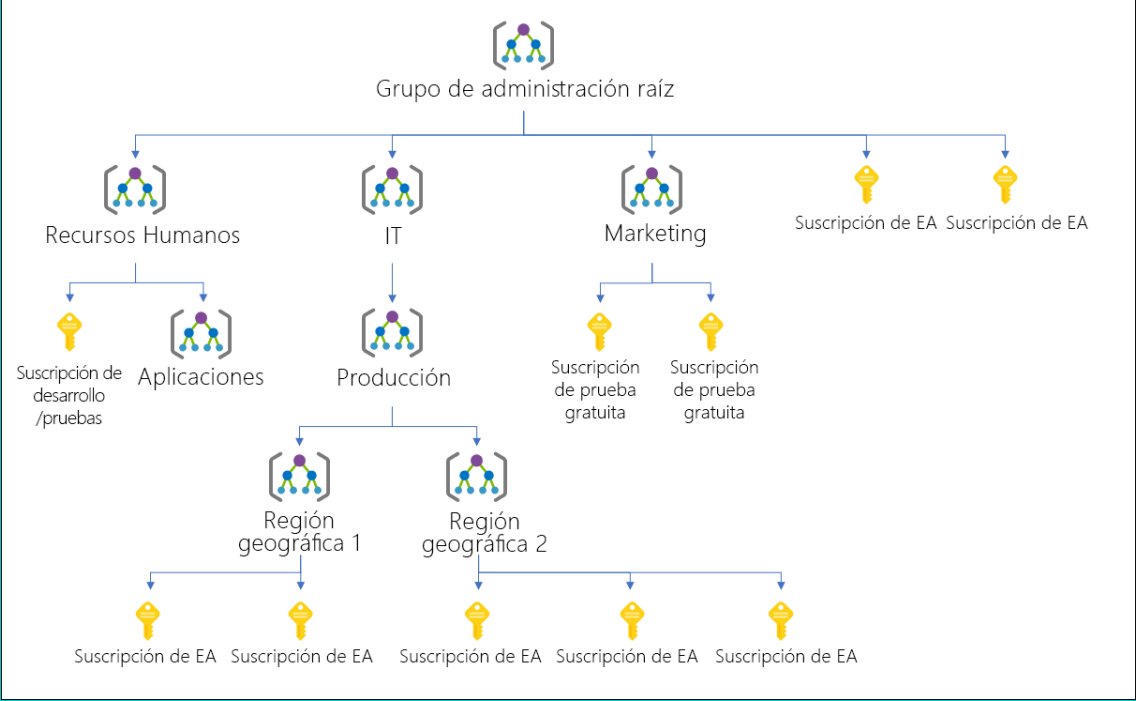 Grupo de administración raíz
Recursos Humanos
IT
Marketing
Suscripción de EA
Suscripción de EA
Suscripción de
desarrollo
/pruebas
Aplicaciones
Producción
Suscripción
de prueba
gratuita
Suscripción
de prueba
gratuita
Región
geográfica 1
Región
geográfica 2
Suscripción de EA
Suscripción de EA
Suscripción de EA
Suscripción de EA
Suscripción de EA